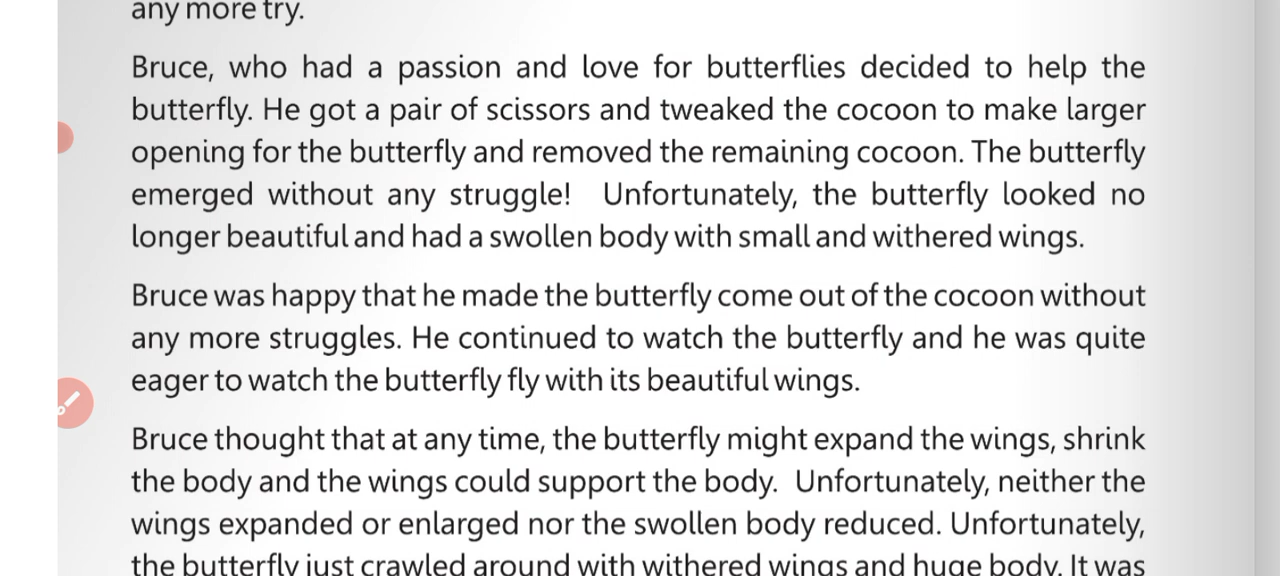 any more try.
Bruce, who had a passion and love for butterflies decided to help the
butterfly. He got a pair of scissors and tweaked the cocoon to make larger
opening for the butterfly and removed the remaining cocoon. The butterfly
emerged without any struggle! Unfortunately, the butterfly looked no
longer beautiful and had a swollen body with small and withered wings.
Bruce was happy that he made the butterfly come out of the cocoon without
any more struggles. He continued to watch the butterfly and he was quite
eager to watch the butterfly fly with its beautiful wings.
Bruce thought that at any time, the butterfly might expand the wings, shrink
the body and the wings could support the body. Unfortunately, neither the
wings expanded or enlarged nor the swollen body reduced. Unfortunately,
the butterfly just crawled around with withered wings and huge body. It was